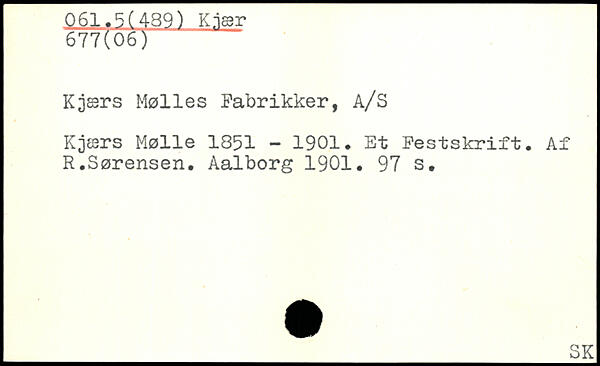 061.5(489) Kjær
677(06)
Kjærs Mølles Fabrikker, A/S
Kjærs Mølle 1851 - 1901. Et Festskrift. Af
R.Sørensen. Aalborg 1901. 97 s.
SK